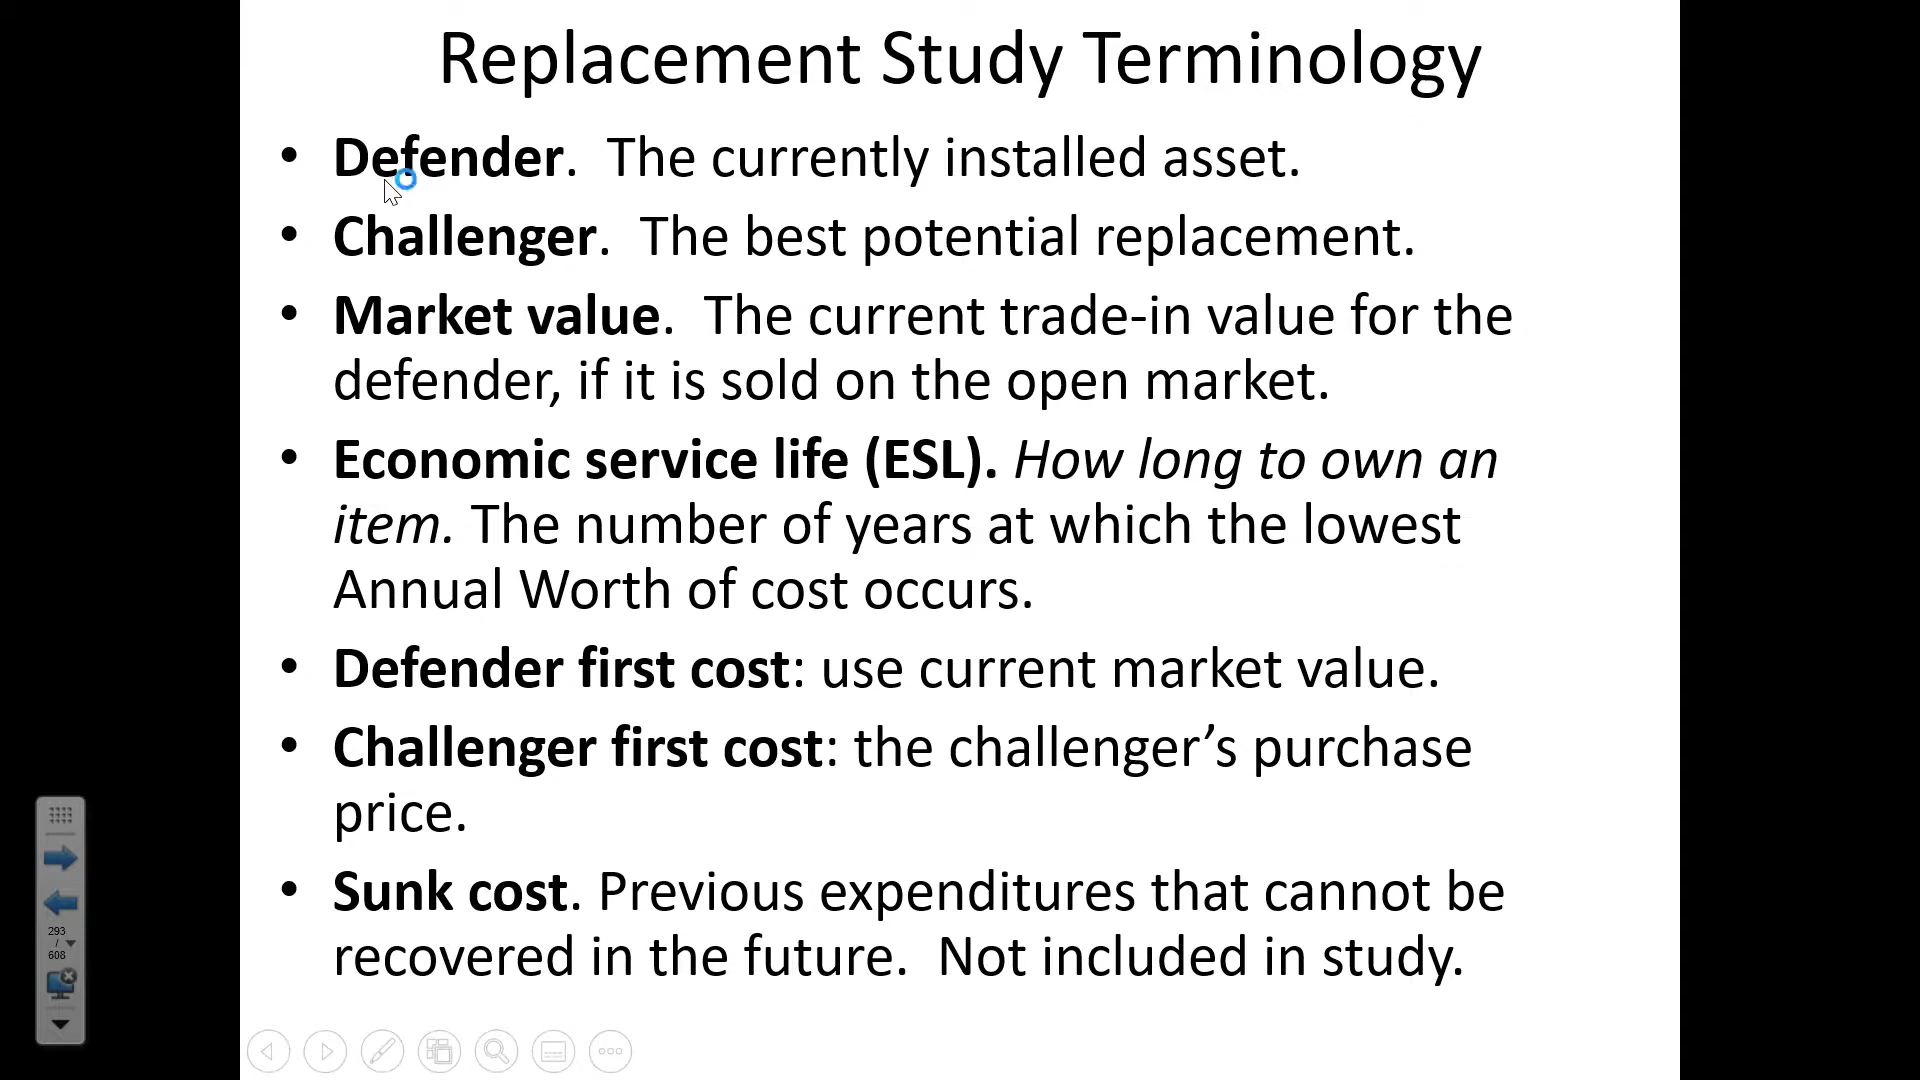 Replacement Study Terminology
• Defender. The currently installed asset.
• Challenger. The best potential replacement.
• Market value. The current trade-in value for the
defender, if it is sold on the open market.
• Economic service life (ESL). How long to own an
item. The number of years at which the lowest
Annual Worth of cost occurs.
• Defender first cost: use current market value.
• Challenger first cost: the challenger’s purchase
price.
• Sunk cost. Previous expenditures that cannot be
recovered in the future. Not included in study.
293
/
608